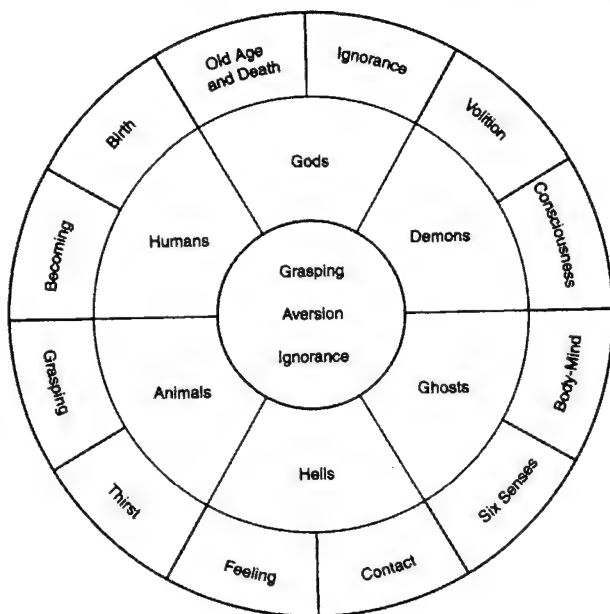 Old Age
and Death
Ignorance
Volition
Consciousness
Body-Mind
Six Senses
Contact
Feeling
Thirst
Grasping
Becoming
Birth
Gods
Demons
Ghosts
Hells
Animals
Humans
Grasping
Aversion
Ignorance